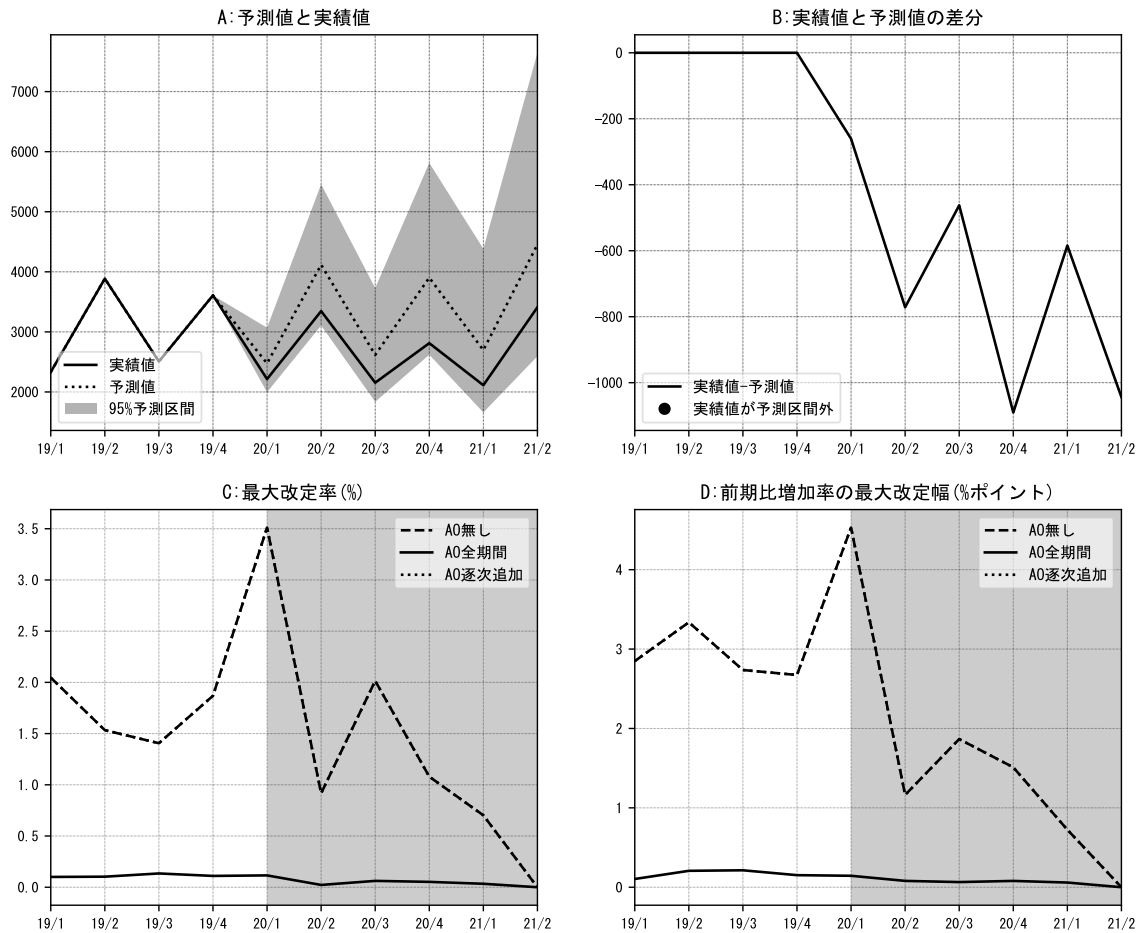 A:予測値と実績値
7000
6000
5000
4000
3000
2000
実績値
予測値
95%予測区間
19/1 19/2 19/3 19/4 20/1 20/2 20/3 20/4 21/1 21/2
B:実績値と予測値の差分
0
−200
−400
−600
−800
−1000
実績値−予測値
実績値が予測区間外
19/1 19/2 19/3 19/4 20/1 20/2 20/3 20/4 21/1 21/2
C:最大改定率(%)
3.5
3.0
2.5
2.0
1.5
1.0
0.5
0.0
AO無し
AO全期間
AO逐次追加
19/1 19/2 19/3 19/4 20/1 20/2 20/3 20/4 21/1 21/2
D:前期比増加率の最大改定幅(%ポイント)
4
3
2
1
0
AO無し
AO全期間
AO逐次追加
19/1 19/2 19/3 19/4 20/1 20/2 20/3 20/4 21/1 21/2